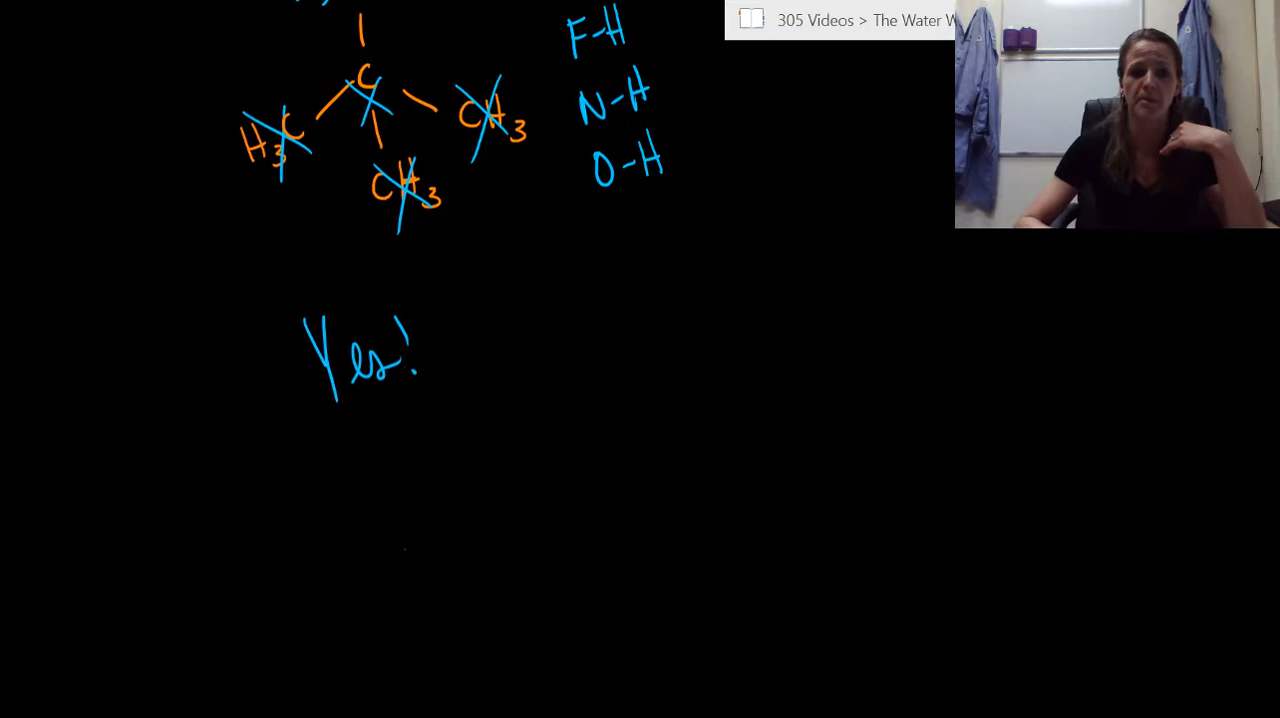 305 Videos > The Water W
F-H
C
H₃C
CH₃
N-H
CH₃
O-H
Yes!